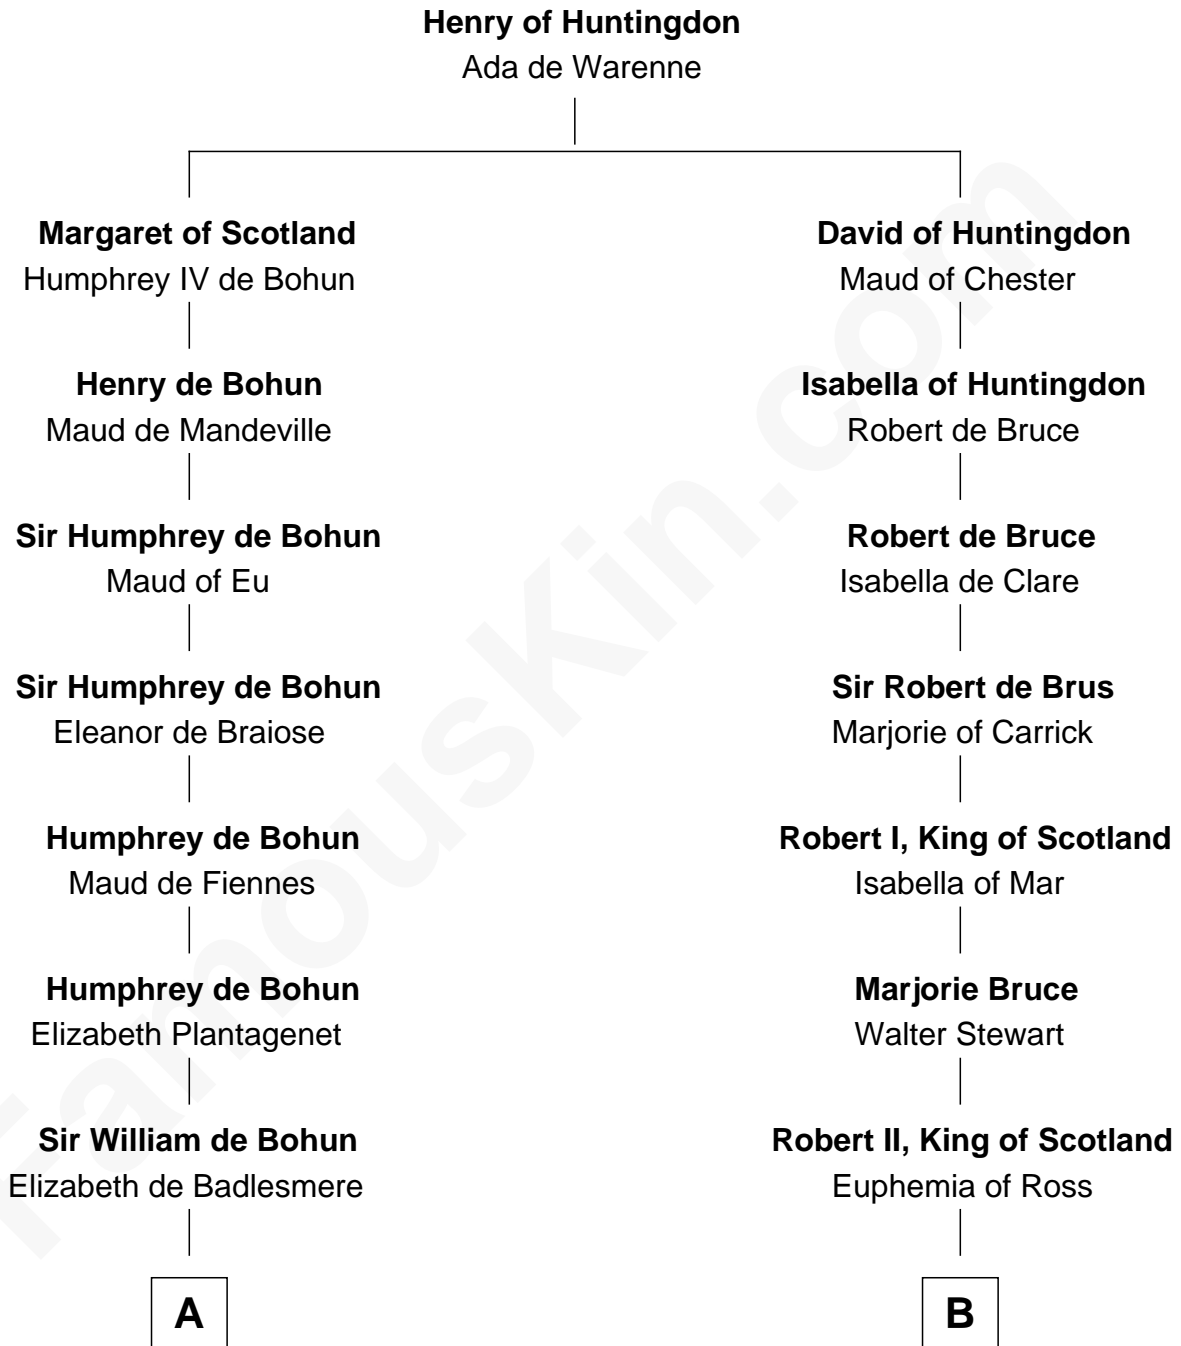 Henry of Huntingdon
Ada de Warenne
Margaret of Scotland
Humphrey IV de Bohun
David of Huntingdon
Maud of Chester
Henry de Bohun
Maud de Mandeville
Isabella of Huntingdon
Robert de Bruce
Sir Humphrey de Bohun
Maud of Eu
Robert de Bruce
Isabella de Clare
Sir Humphrey de Bohun
Eleanor de Braiose
Sir Robert de Brus
Marjorie of Carrick
Humphrey de Bohun
Maud de Fiennes
Robert I, King of Scotland
Isabella of Mar
Humphrey de Bohun
Elizabeth Plantagenet
Marjorie Bruce
Walter Stewart
Sir William de Bohun
Elizabeth de Badlesmere
Robert II, King of Scotland
Euphemia of Ross
A
B
FamousKin.com